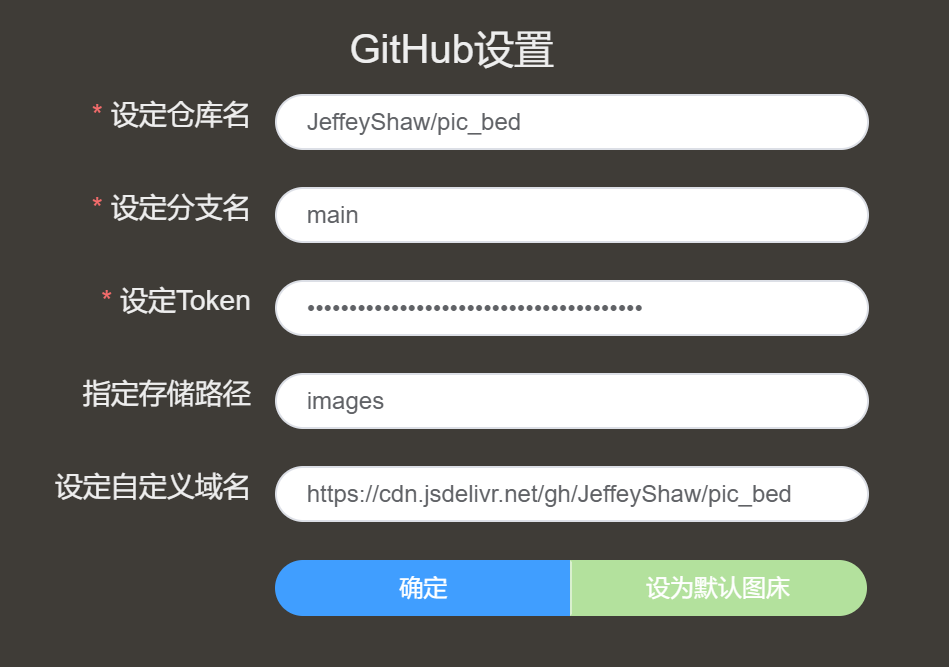 GitHub设置
* 设定仓库名
JeffeyShaw/pic_bed
* 设定分支名
main
* 设定Token
••••••••••••••••••••••••••••••••••••••••
指定存储路径
images
设定自定义域名
https://cdn.jsdelivr.net/gh/JeffeyShaw/pic_bed
确定 设为默认图床